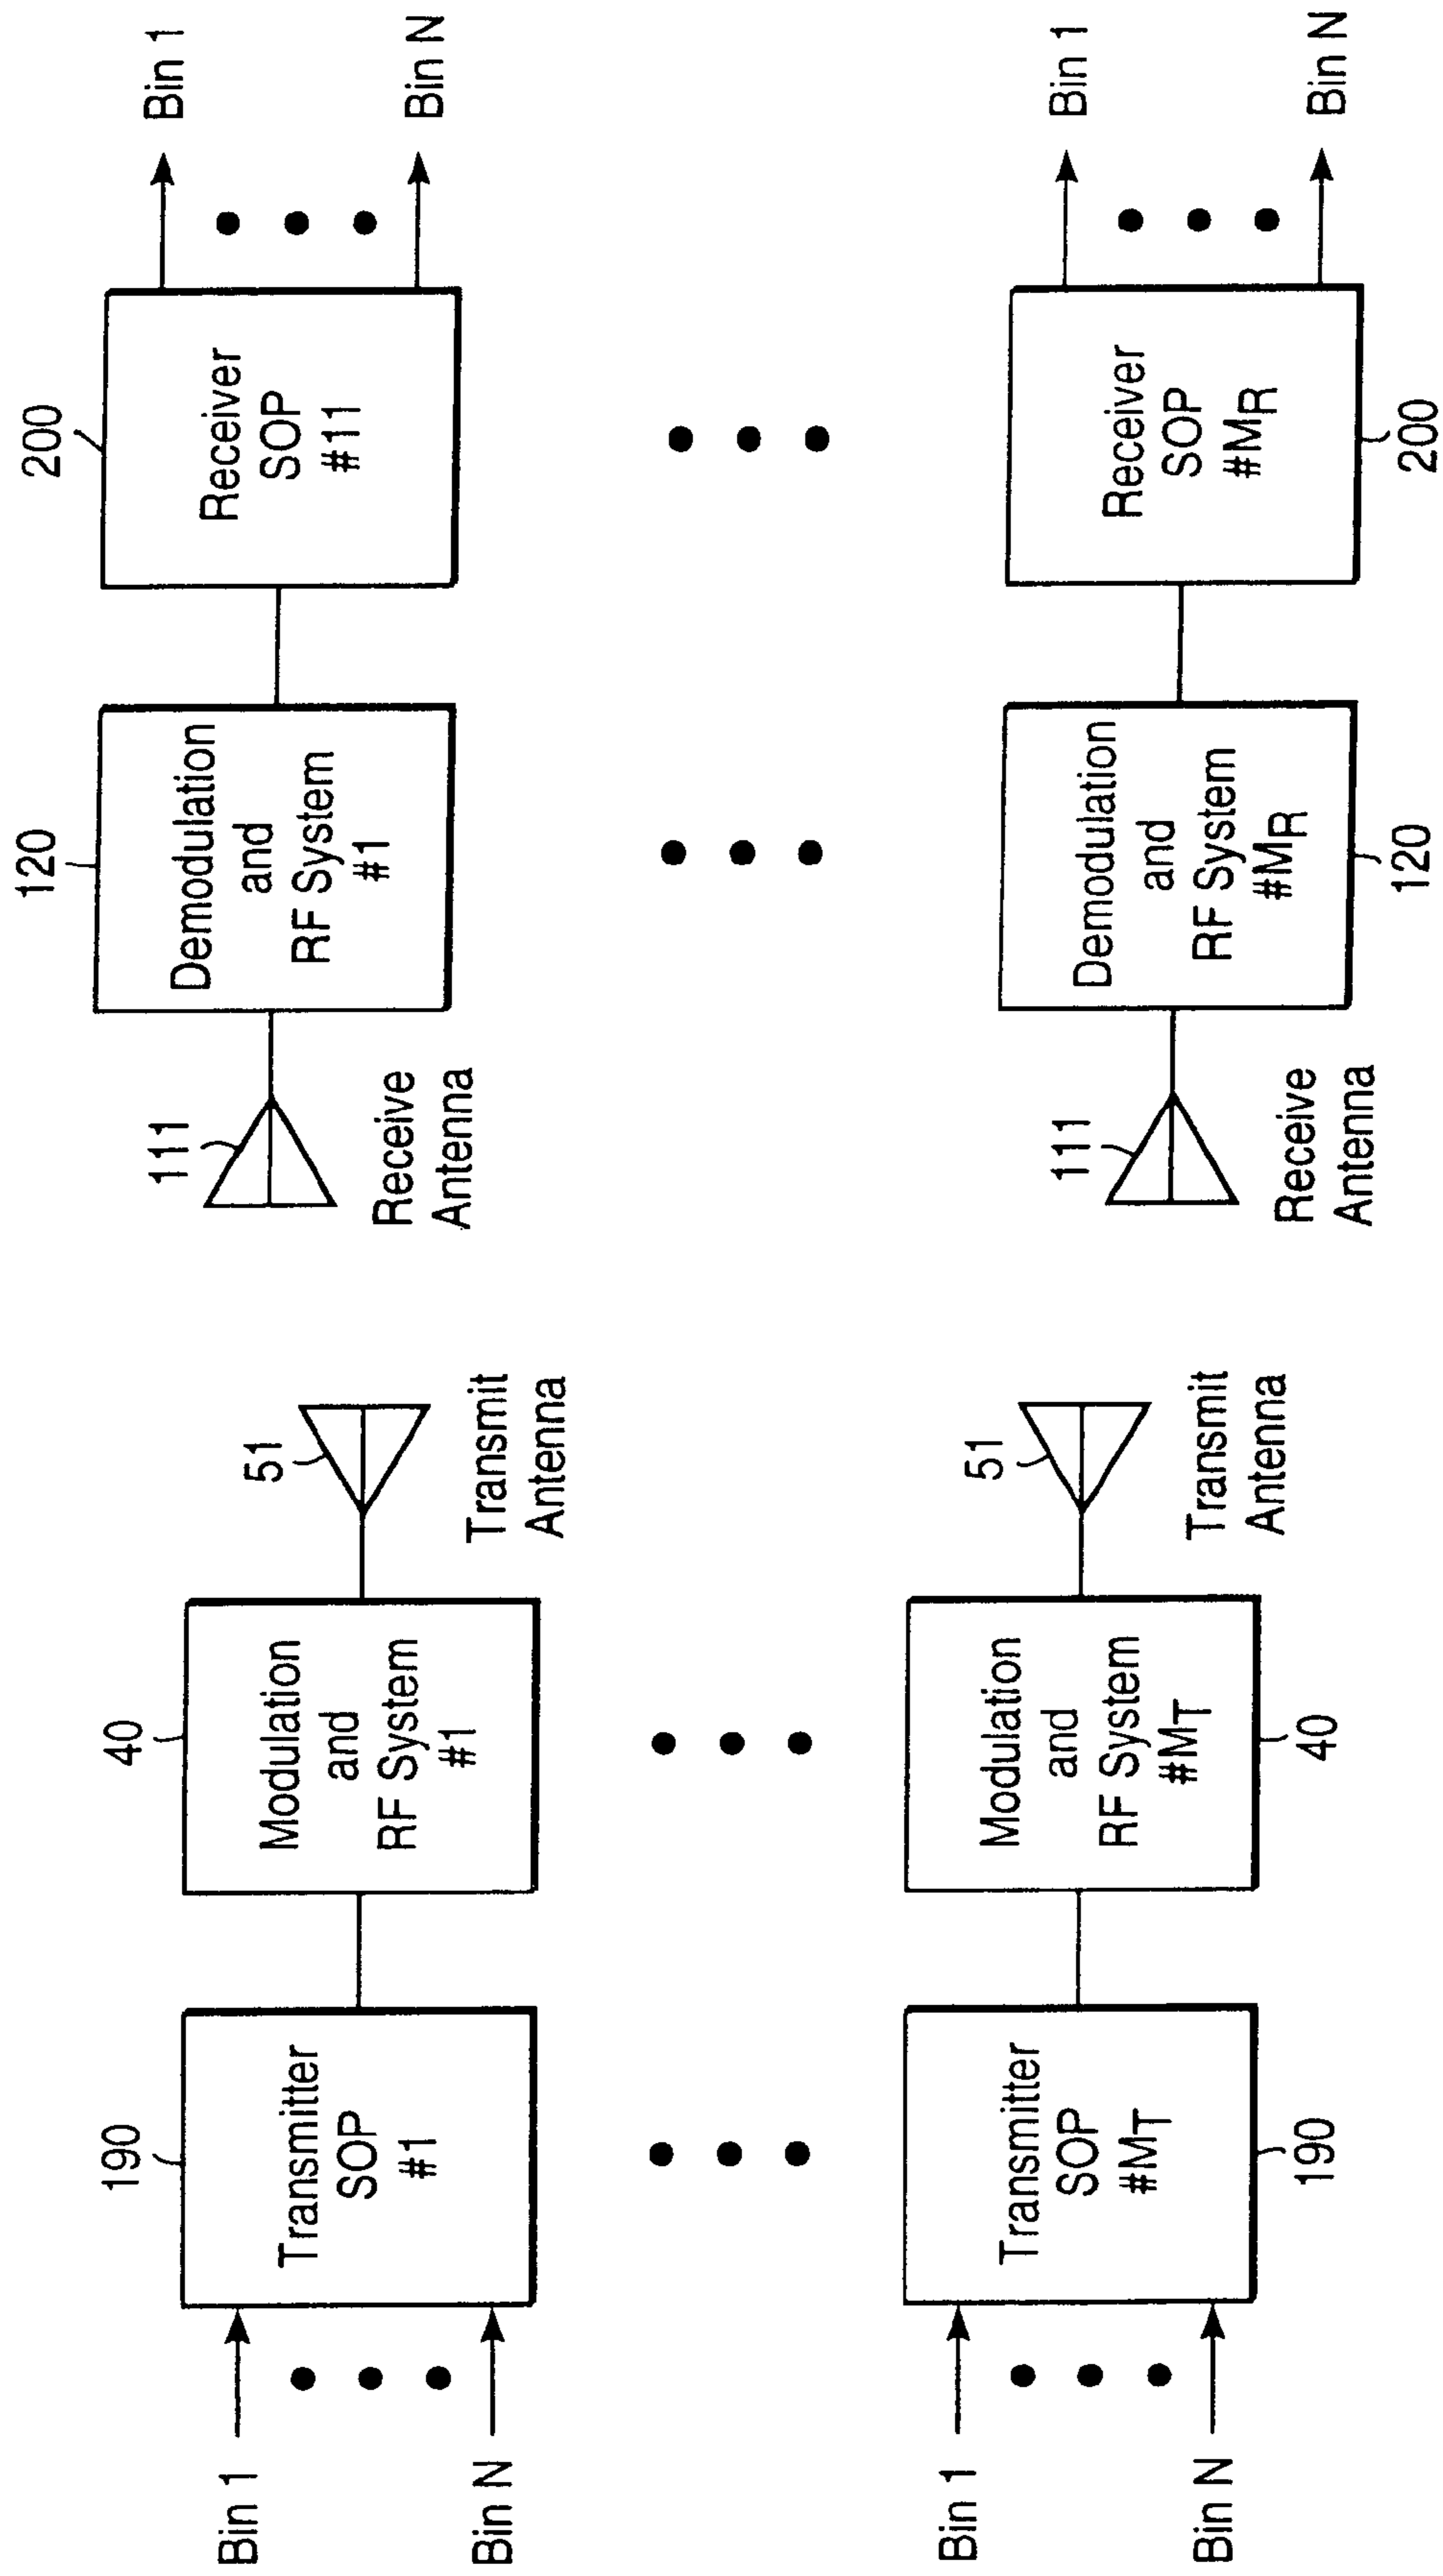 Bin 1
Bin N
190
Transmitter
SOP
#1
40
Modulation
and
RF System
#1
51
Transmit
Antenna
111
Receive
Antenna
120
Demodulation
and
RF System
#1
200
Receiver
SOP
#11
Bin 1
Bin N
Bin 1
Bin N
Transmitter
SOP
#MT
190
Modulation
and
RF System
#MT
40
51
Transmit
Antenna
111
Receive
Antenna
Demodulation
and
RF System
#MR
120
Receiver
SOP
#MR
200
Bin 1
Bin N